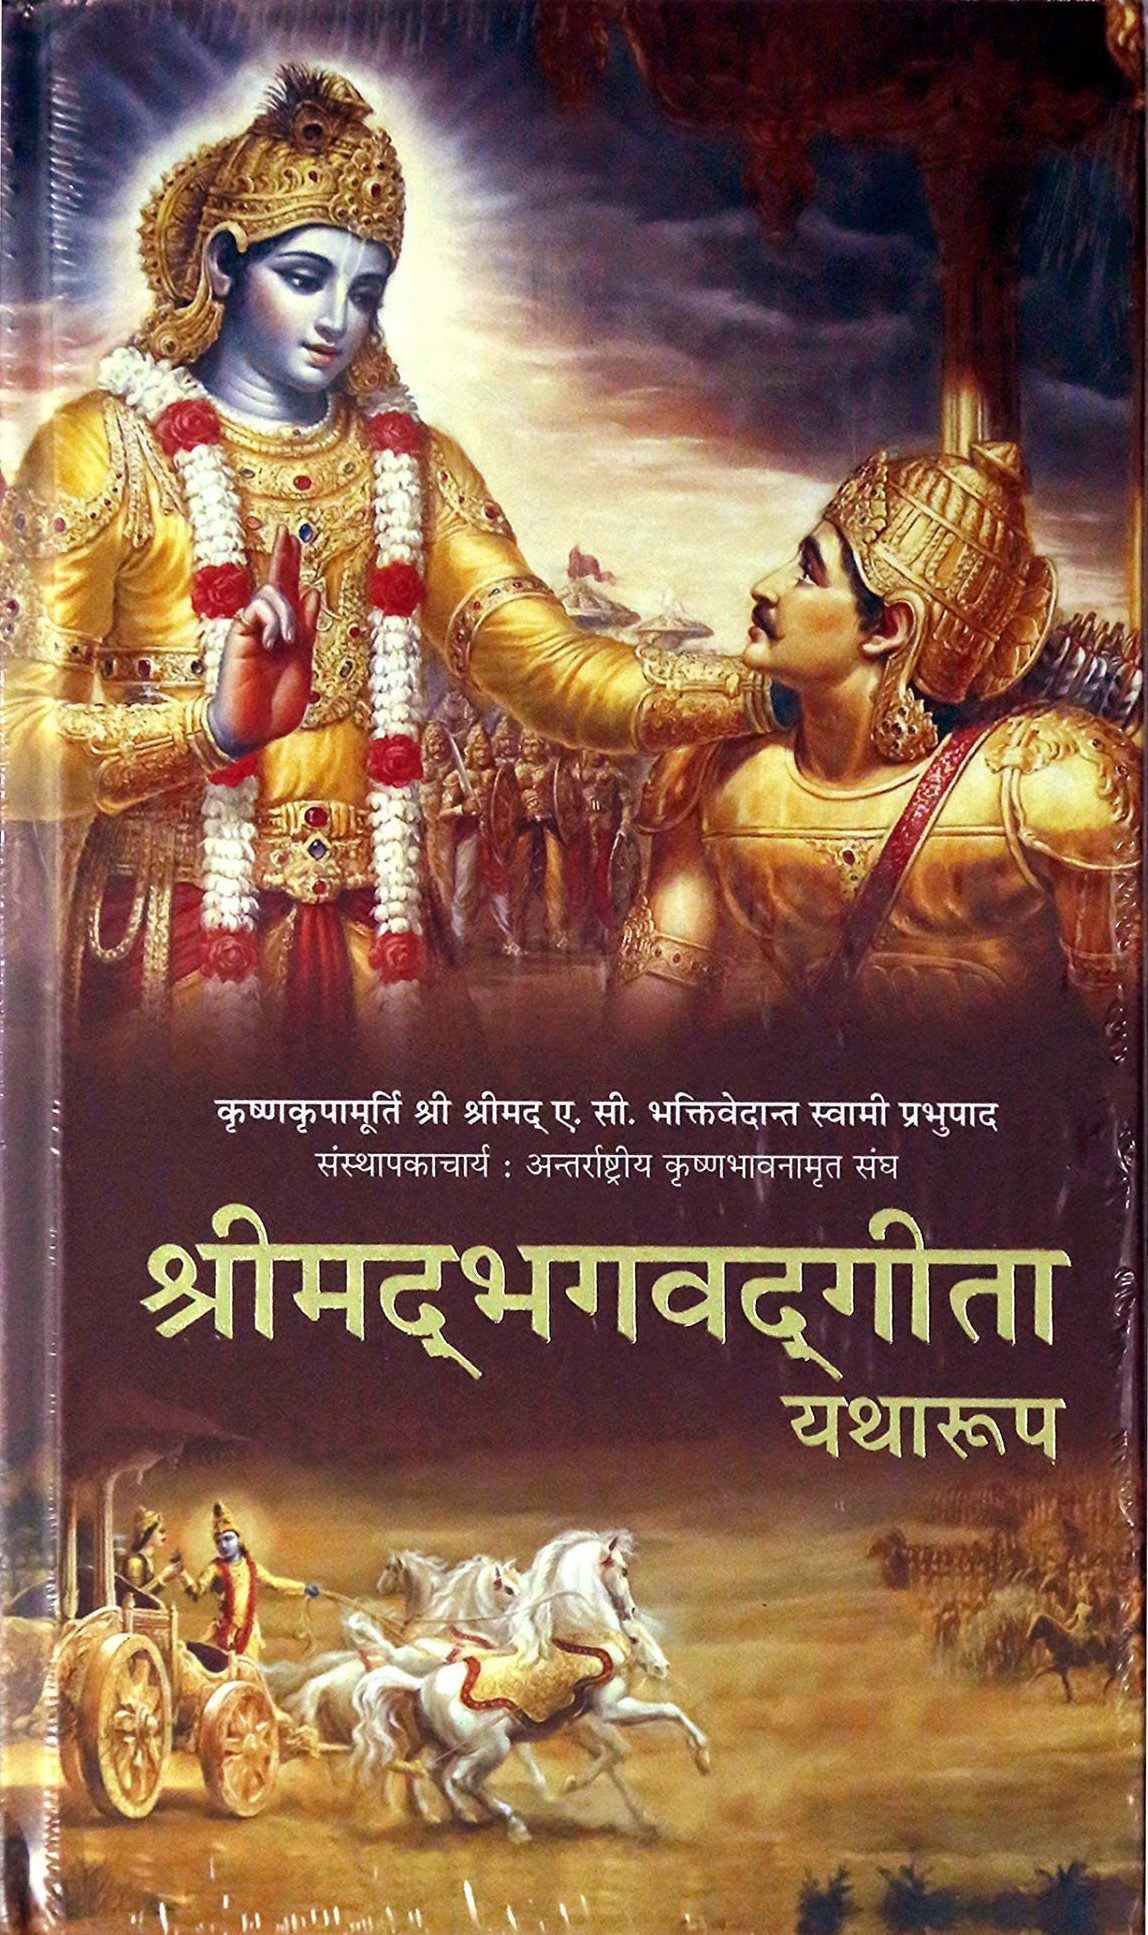 कृष्णकृपामूर्ति श्री श्रीमद् ए. सी. भक्तिवेदान्त स्वामी प्रभुपाद
संस्थापकाचार्य : अन्तर्राष्ट्रीय कृष्णभावनामृत संघ
श्रीमद्‌भगवद्‌गीता
यथारूप